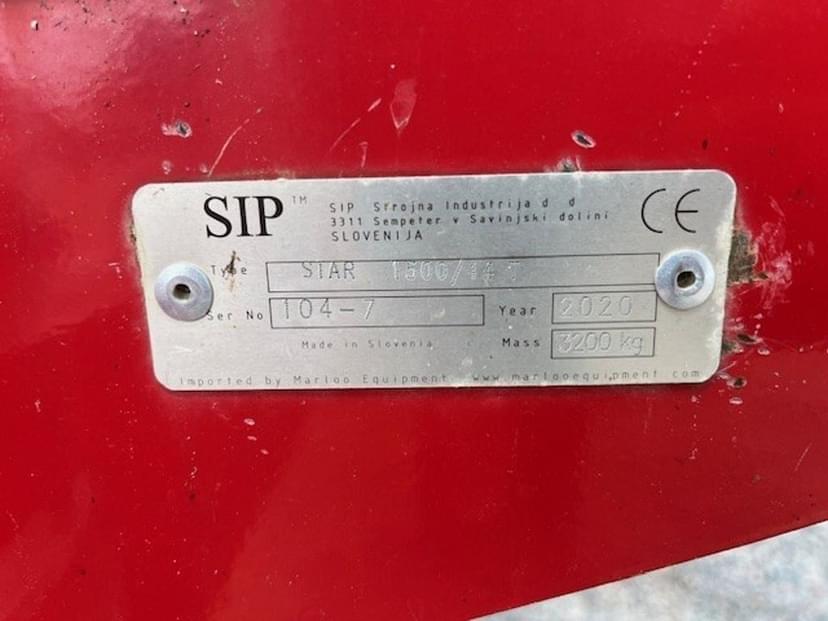 SIP™
SIP Strojna Industrija d d
3311 Sempeter v Savinjski dolini
SLOVENIJA
CE
Type STAR
Ser No 104-7
Year 2020
Made in Slovenia
Mass 3200 kg
Imported by Marloo Equipment www.marlooequipment.com